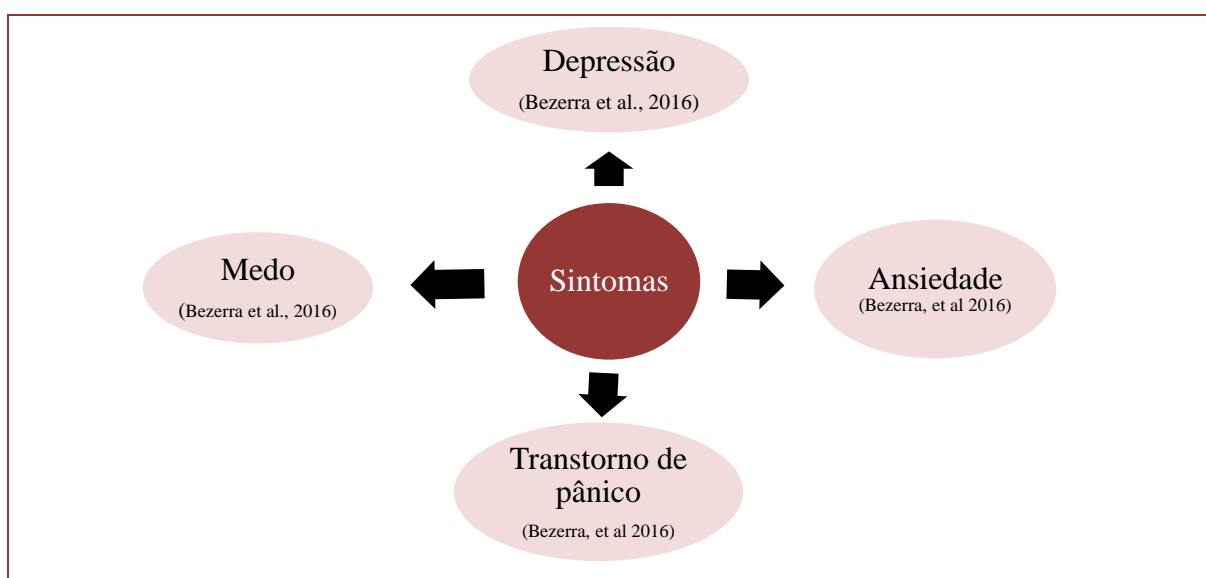 Depressão
(Bezerra et al., 2016)
Medo
(Bezerra et al., 2016)
Sintomas
Ansiedade
(Bezerra, et al 2016)
Transtorno de
pânico
(Bezerra, et al 2016)